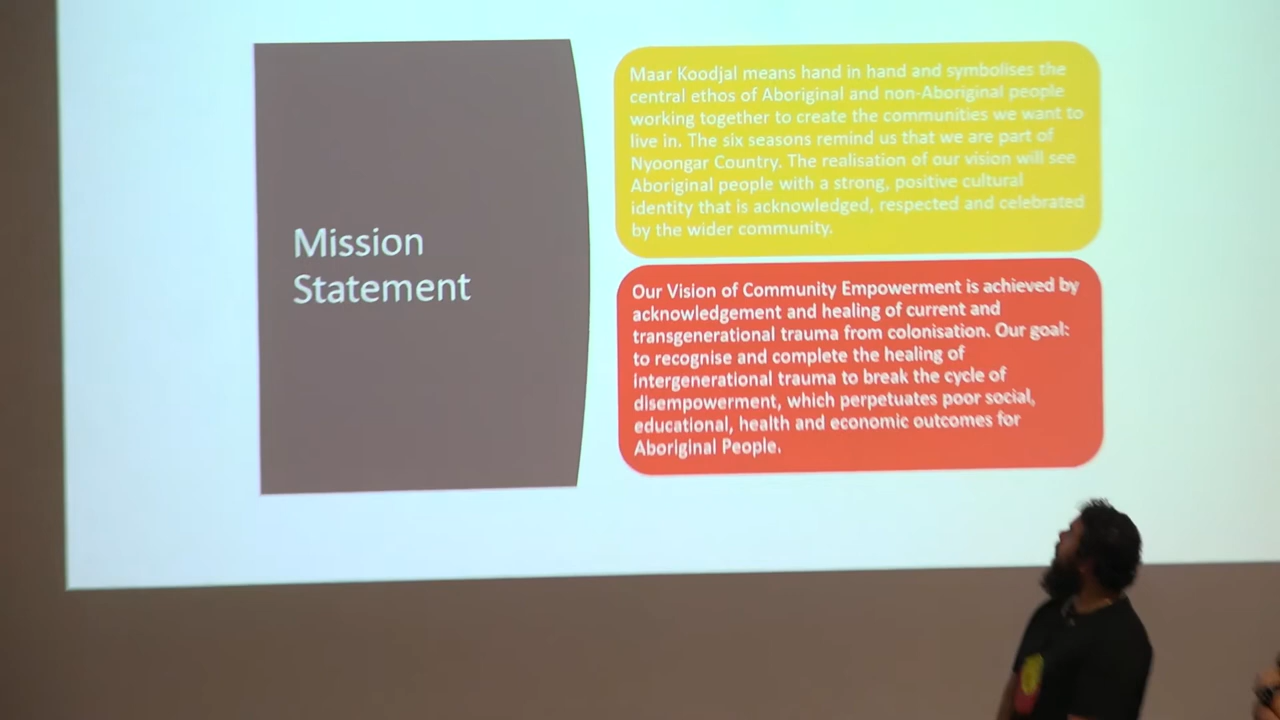 Mission
Statement
Maar Koodjal means hand in hand and symbolises the
central ethos of Aboriginal and non-Aboriginal people
working together to create the communities we want to
live in. The six seasons remind us that we are part of
Nyoongar Country. The realisation of our vision will see
Aboriginal people with a strong, positive cultural
identity that is acknowledged, respected and celebrated
by the wider community.
Our Vision of Community Empowerment is achieved by
acknowledgement and healing of current and
transgenerational trauma from colonisation. Our goal:
to recognise and complete the healing of
intergenerational trauma to break the cycle of
disempowerment, which perpetuates poor social,
educational, health and economic outcomes for
Aboriginal People.